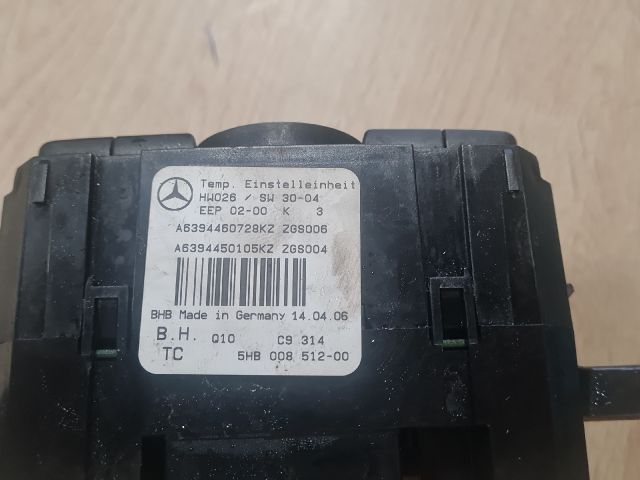 Temp. Einstelleinheit
HW026 / SW 30-04
EEP 02-00 K 3
A6394460728KZ ZGS006
A6394450105KZ ZGS004
BHB Made in Germany 14.04.06
B.H. Q10 C9 314
TC 5HB 008 512-00